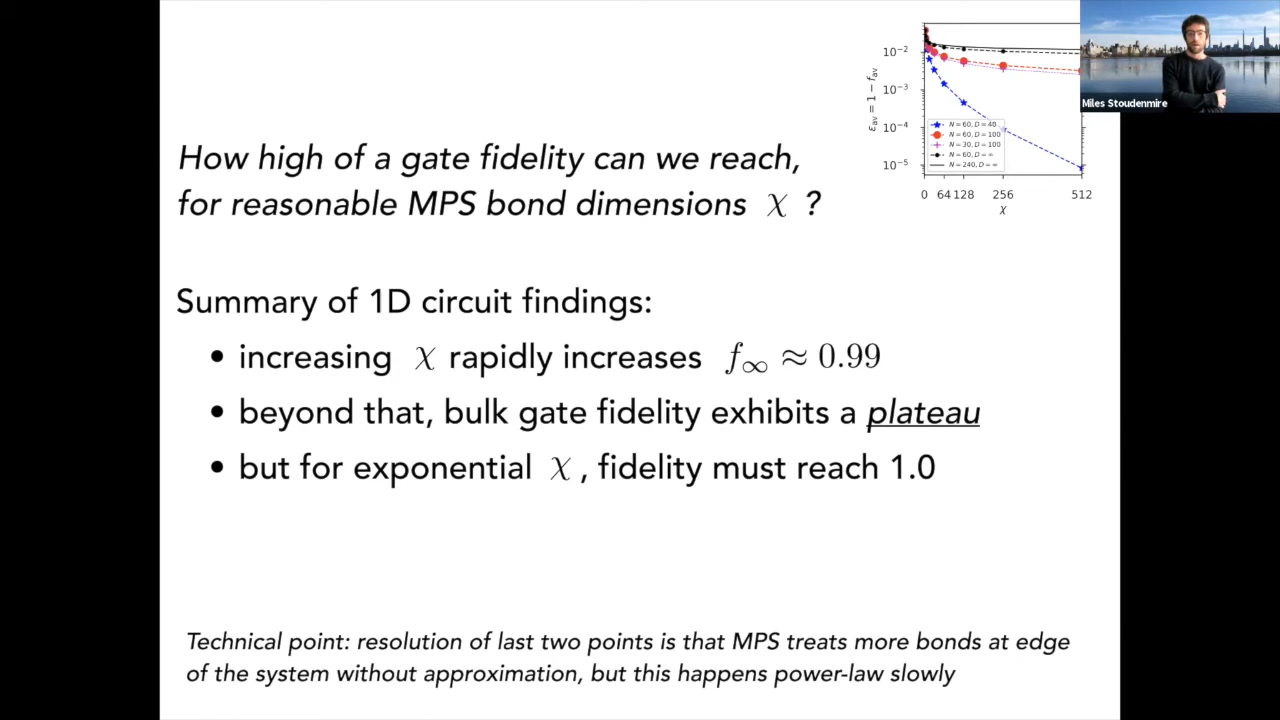 How high of a gate fidelity can we reach,
for reasonable MPS bond dimensions χ ?
Summary of 1D circuit findings:
• increasing χ rapidly increases f∞ ≈ 0.99
• beyond that, bulk gate fidelity exhibits a plateau
• but for exponential χ , fidelity must reach 1.0
Technical point: resolution of last two points is that MPS treats more bonds at edge
of the system without approximation, but this happens power-law slowly
εav = 1 − fav
10⁻²
10⁻³
10⁻⁴
10⁻⁵
N = 60, D = 40
N = 60, D = 100
N = 30, D = 100
N = 60, D = ∞
N = 240, D = ∞
0 64 128 256 512
χ
Miles Stoudenmire